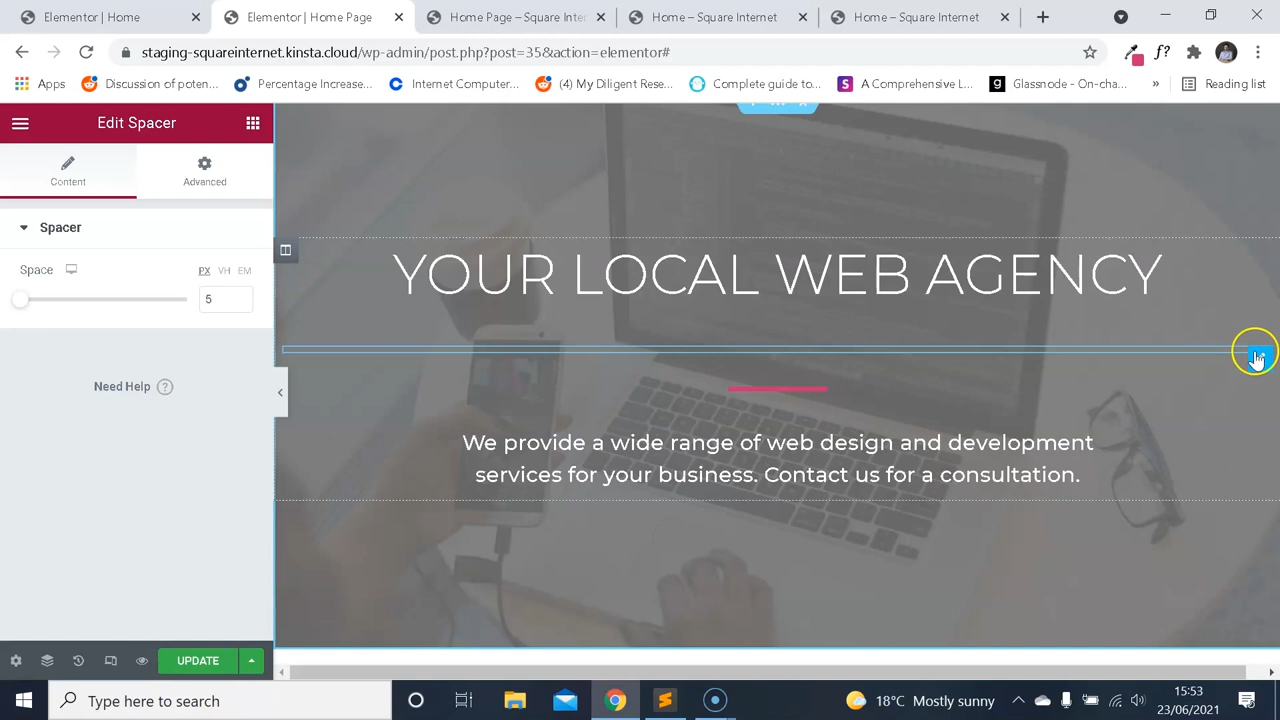 Elementor | Home
Elementor | Home Page
Home Page – Square Inte
Home – Square Internet
Home – Square Internet
staging-squareinternet.kinsta.cloud/wp-admin/post.php?post=35&action=elementor#
f?
Apps
Discussion of poten...
Percentage Increase...
Internet Computer...
(4) My Diligent Rese...
Complete guide to...
A Comprehensive L...
Glassnode - On-cha...
»
Reading list
Edit Spacer
Content
Advanced
Spacer
Space
PX VH EM
5
Need Help ?
UPDATE
YOUR LOCAL WEB AGENCY
We provide a wide range of web design and development
services for your business. Contact us for a consultation.
Type here to search
18°C Mostly sunny
15:53
23/06/2021